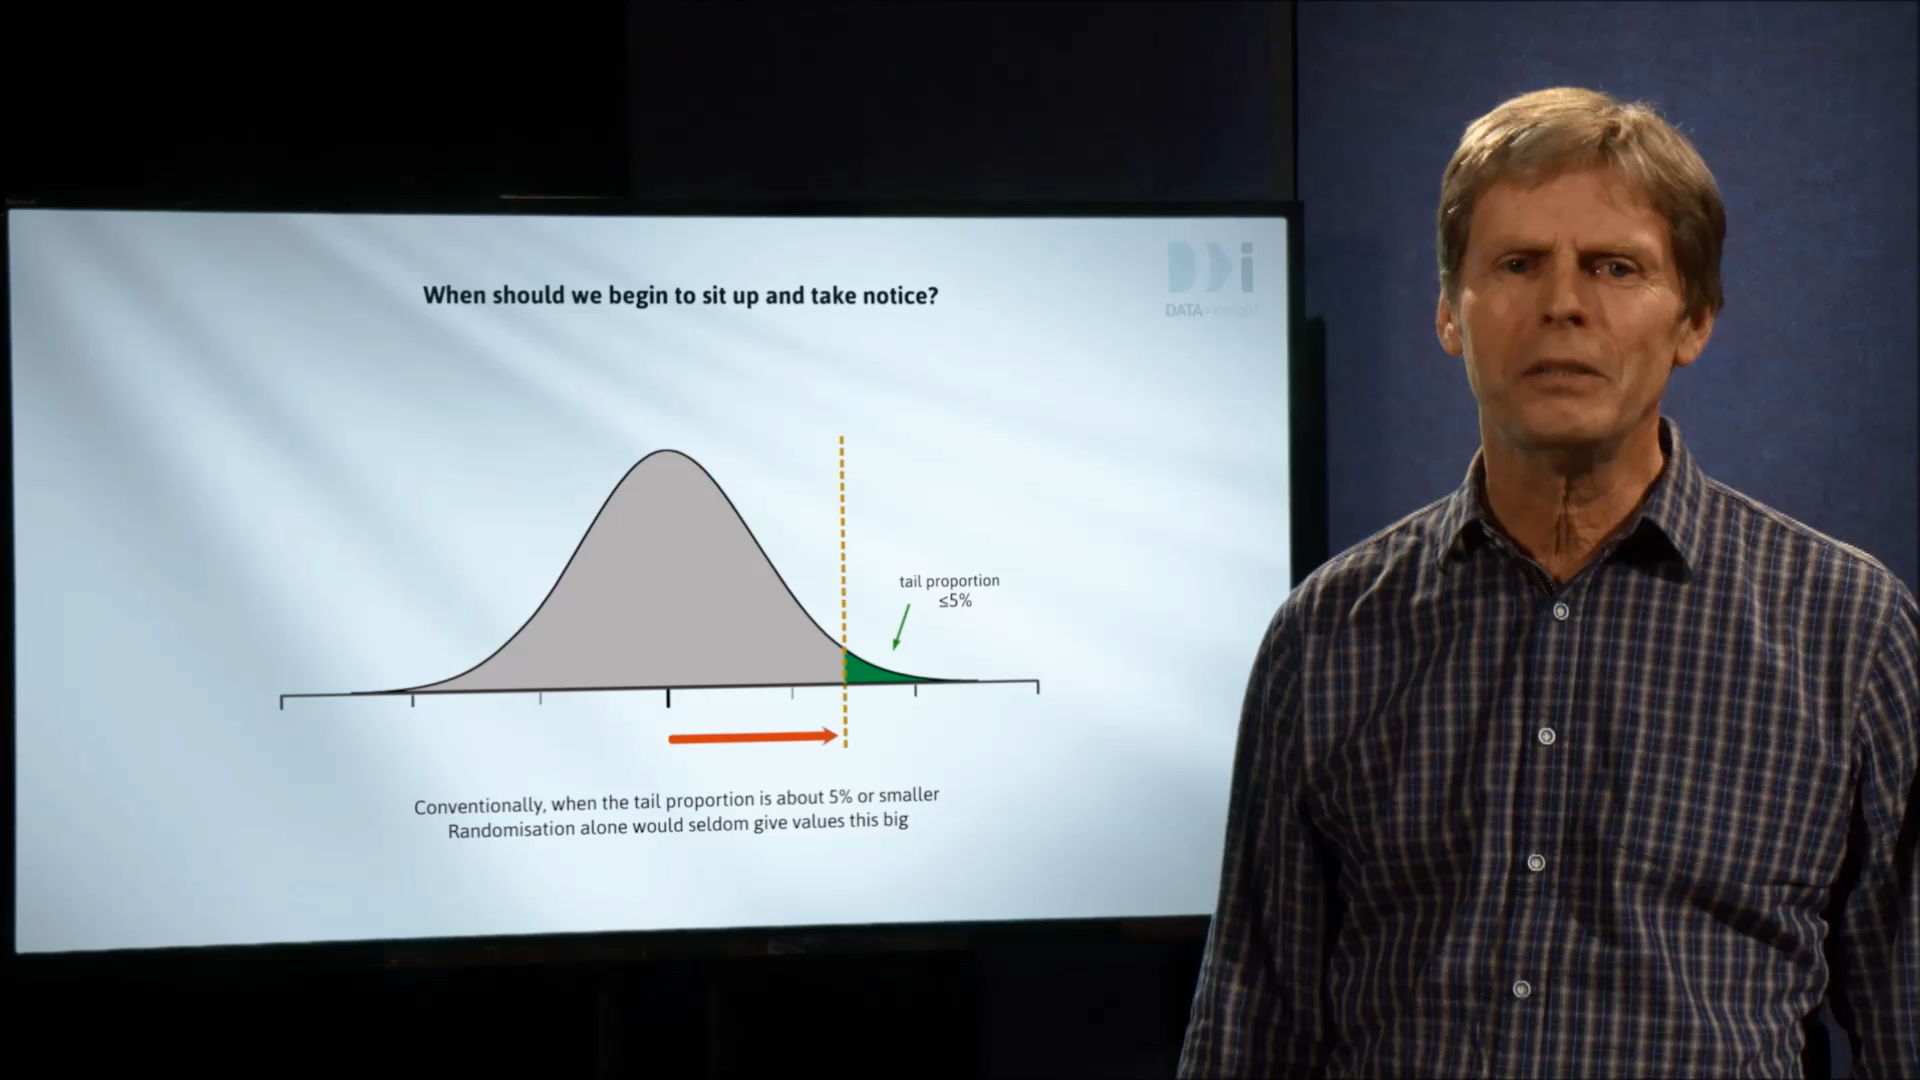 When should we begin to sit up and take notice?
DATA
insight
tail proportion
≤5%
Conventionally, when the tail proportion is about 5% or smaller
Randomisation alone would seldom give values this big